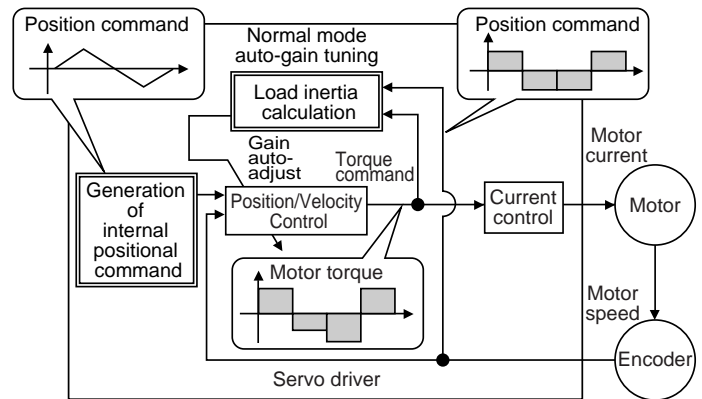 Position command
Normal mode
auto-gain tuning
Position command
Load inertia
calculation
Motor
current
Gain
auto-
adjust
Torque
command
Generation
of
internal
positional
command
Position/Velocity
Control
Current
control
Motor
Motor torque
Motor
speed
Encoder
Servo driver